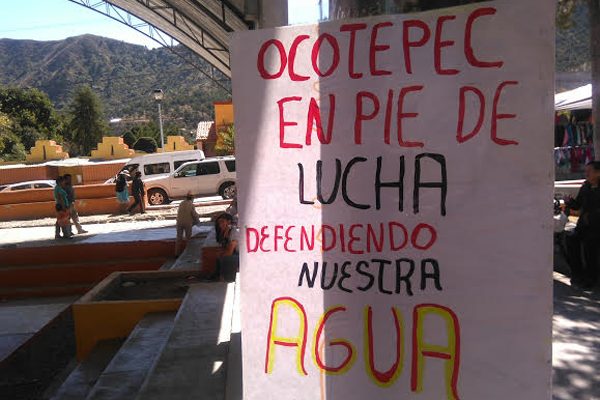 OCOTEPEC
EN PIE DE
LUCHA
DEFENDIENDO
NUESTRA
AGUA